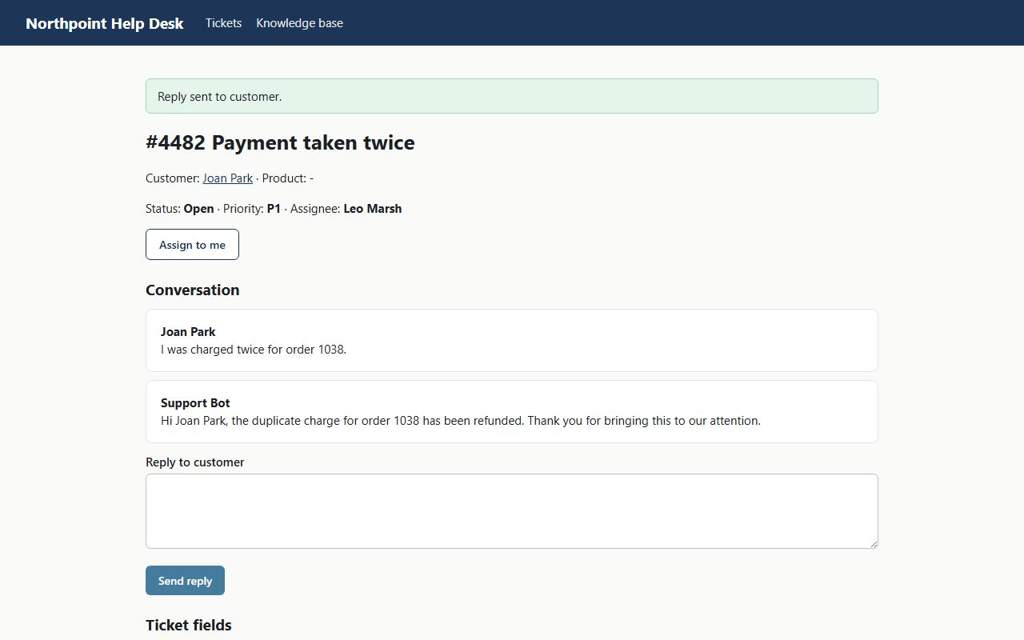 Northpoint Help Desk Tickets Knowledge base
Reply sent to customer.
#4482 Payment taken twice
Customer: Joan Park · Product: -
Status: Open · Priority: P1 · Assignee: Leo Marsh
Assign to me
Conversation
Joan Park
I was charged twice for order 1038.
Support Bot
Hi Joan Park, the duplicate charge for order 1038 has been refunded. Thank you for bringing this to our attention.
Reply to customer
Send reply
Ticket fields